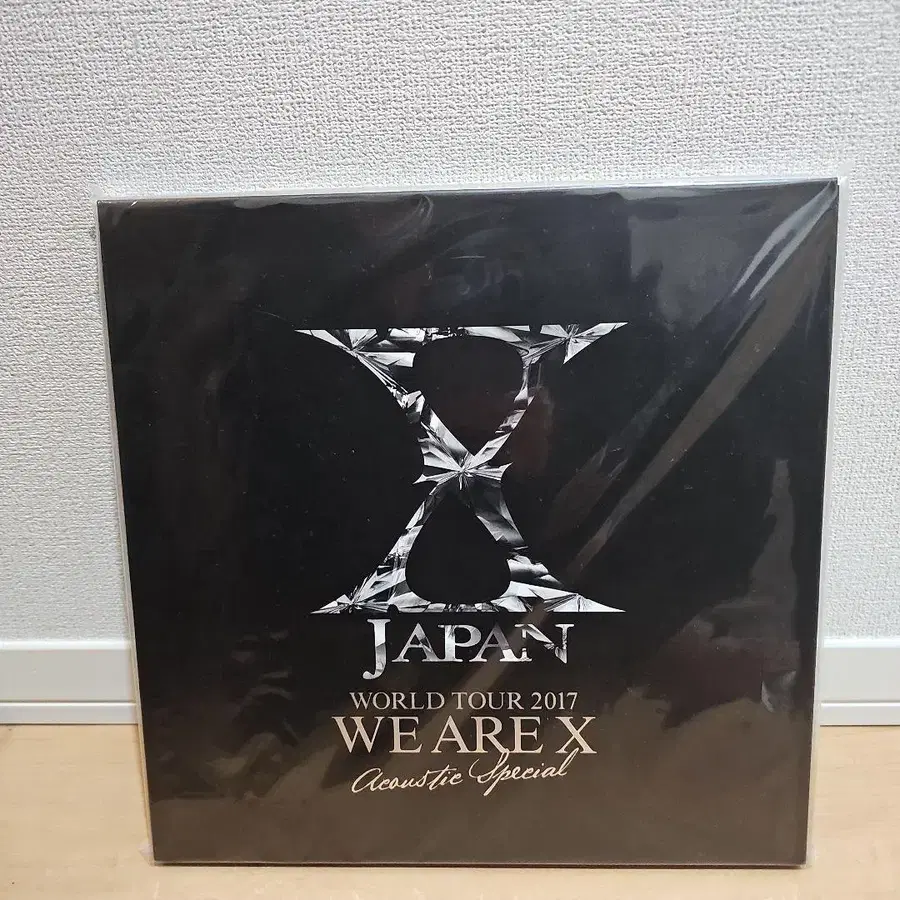 X
JAPAN
WORLD TOUR 2017
WE ARE X
Acoustic Special